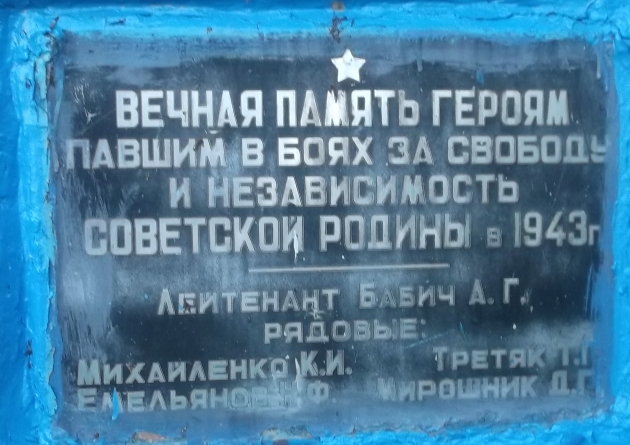 ВЕЧНАЯ ПАМЯТЬ ГЕРОЯМ
ПАВШИМ В БОЯХ ЗА СВОБОДУ
И НЕЗАВИСИМОСТЬ
СОВЕТСКОЙ РОДИНЫ в 1943г
ЛЕЙТЕНАНТ БАБИЧ А.Г.
РЯДОВЫЕ:
МИХАЙЛЕНКО К.И. ТРЕТЯК
ЕМЕЛЬЯНОВ МИРОШНИК Д.Г.